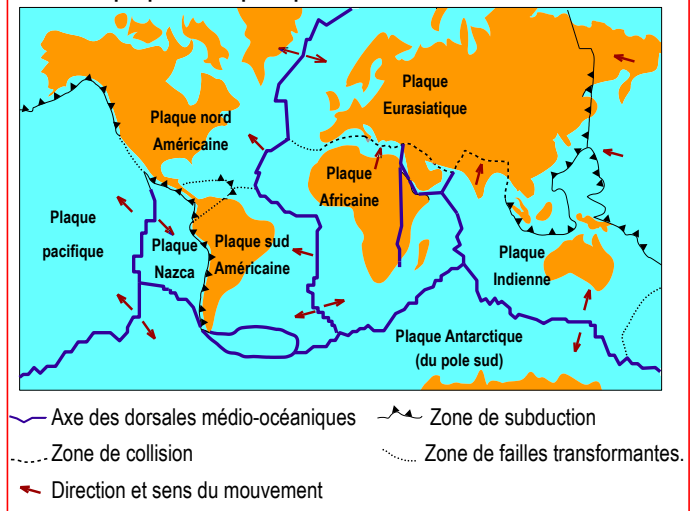 Plaque
Eurasiatique
Plaque nord
Américaine
Plaque
Africaine
Plaque
pacifique
Plaque
Nazca
Plaque sud
Américaine
Plaque
Indienne
Plaque Antarctique
(du pole sud)
Axe des dorsales médio-océaniques
Zone de subduction
Zone de collision
Zone de failles transformantes.
Direction et sens du mouvement